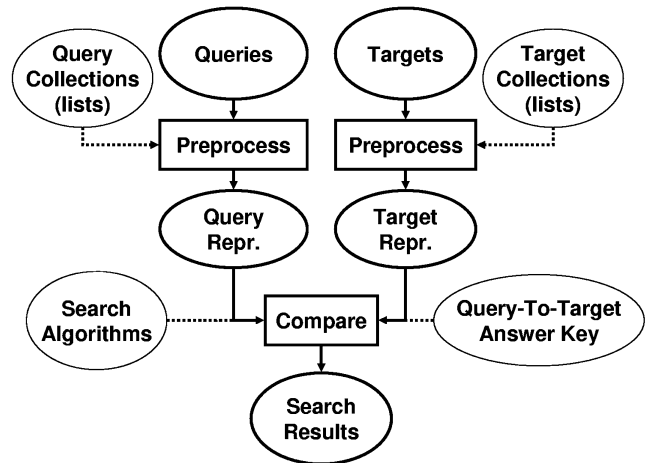 Query
Collections
(lists)
Queries
Targets
Target
Collections
(lists)
Preprocess
Preprocess
Query
Repr.
Target
Repr.
Search
Algorithms
Compare
Query-To-Target
Answer Key
Search
Results